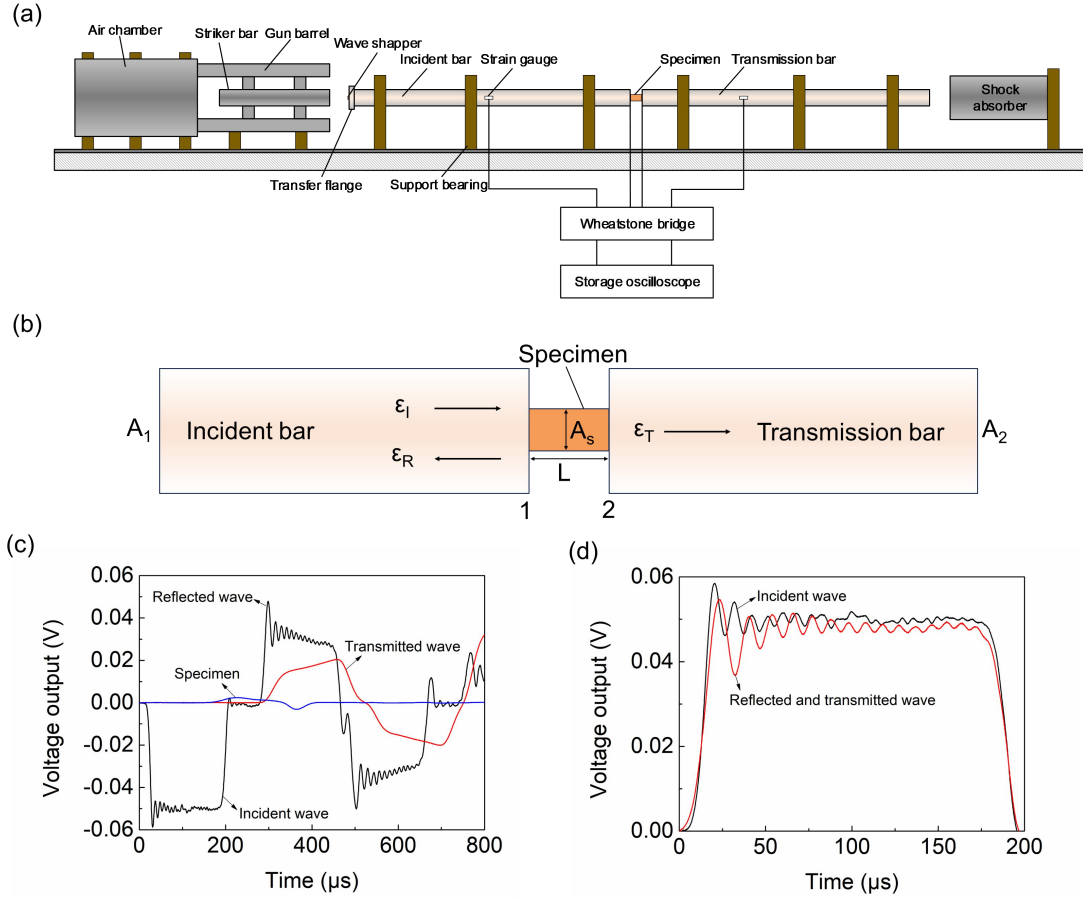 (a)
Air chamber
Striker bar
Gun barrel
Wave shapper
Incident bar
Strain gauge
Specimen
Transmission bar
Shock
absorber
Transfer flange
Support bearing
Wheatstone bridge
Storage oscilloscope
(b)
Specimen
A1
Incident bar
εI
εR
As
L
εT
Transmission bar
A2
1
2
(c)
Voltage output (V)
0.06
0.04
0.02
0.00
-0.02
-0.04
-0.06
Reflected wave
Transmitted wave
Specimen
Incident wave
0
200
400
600
800
Time (μs)
(d)
Voltage output (V)
0.06
0.04
0.02
0.00
Incident wave
Reflected and transmitted wave
0
50
100
150
200
Time (μs)